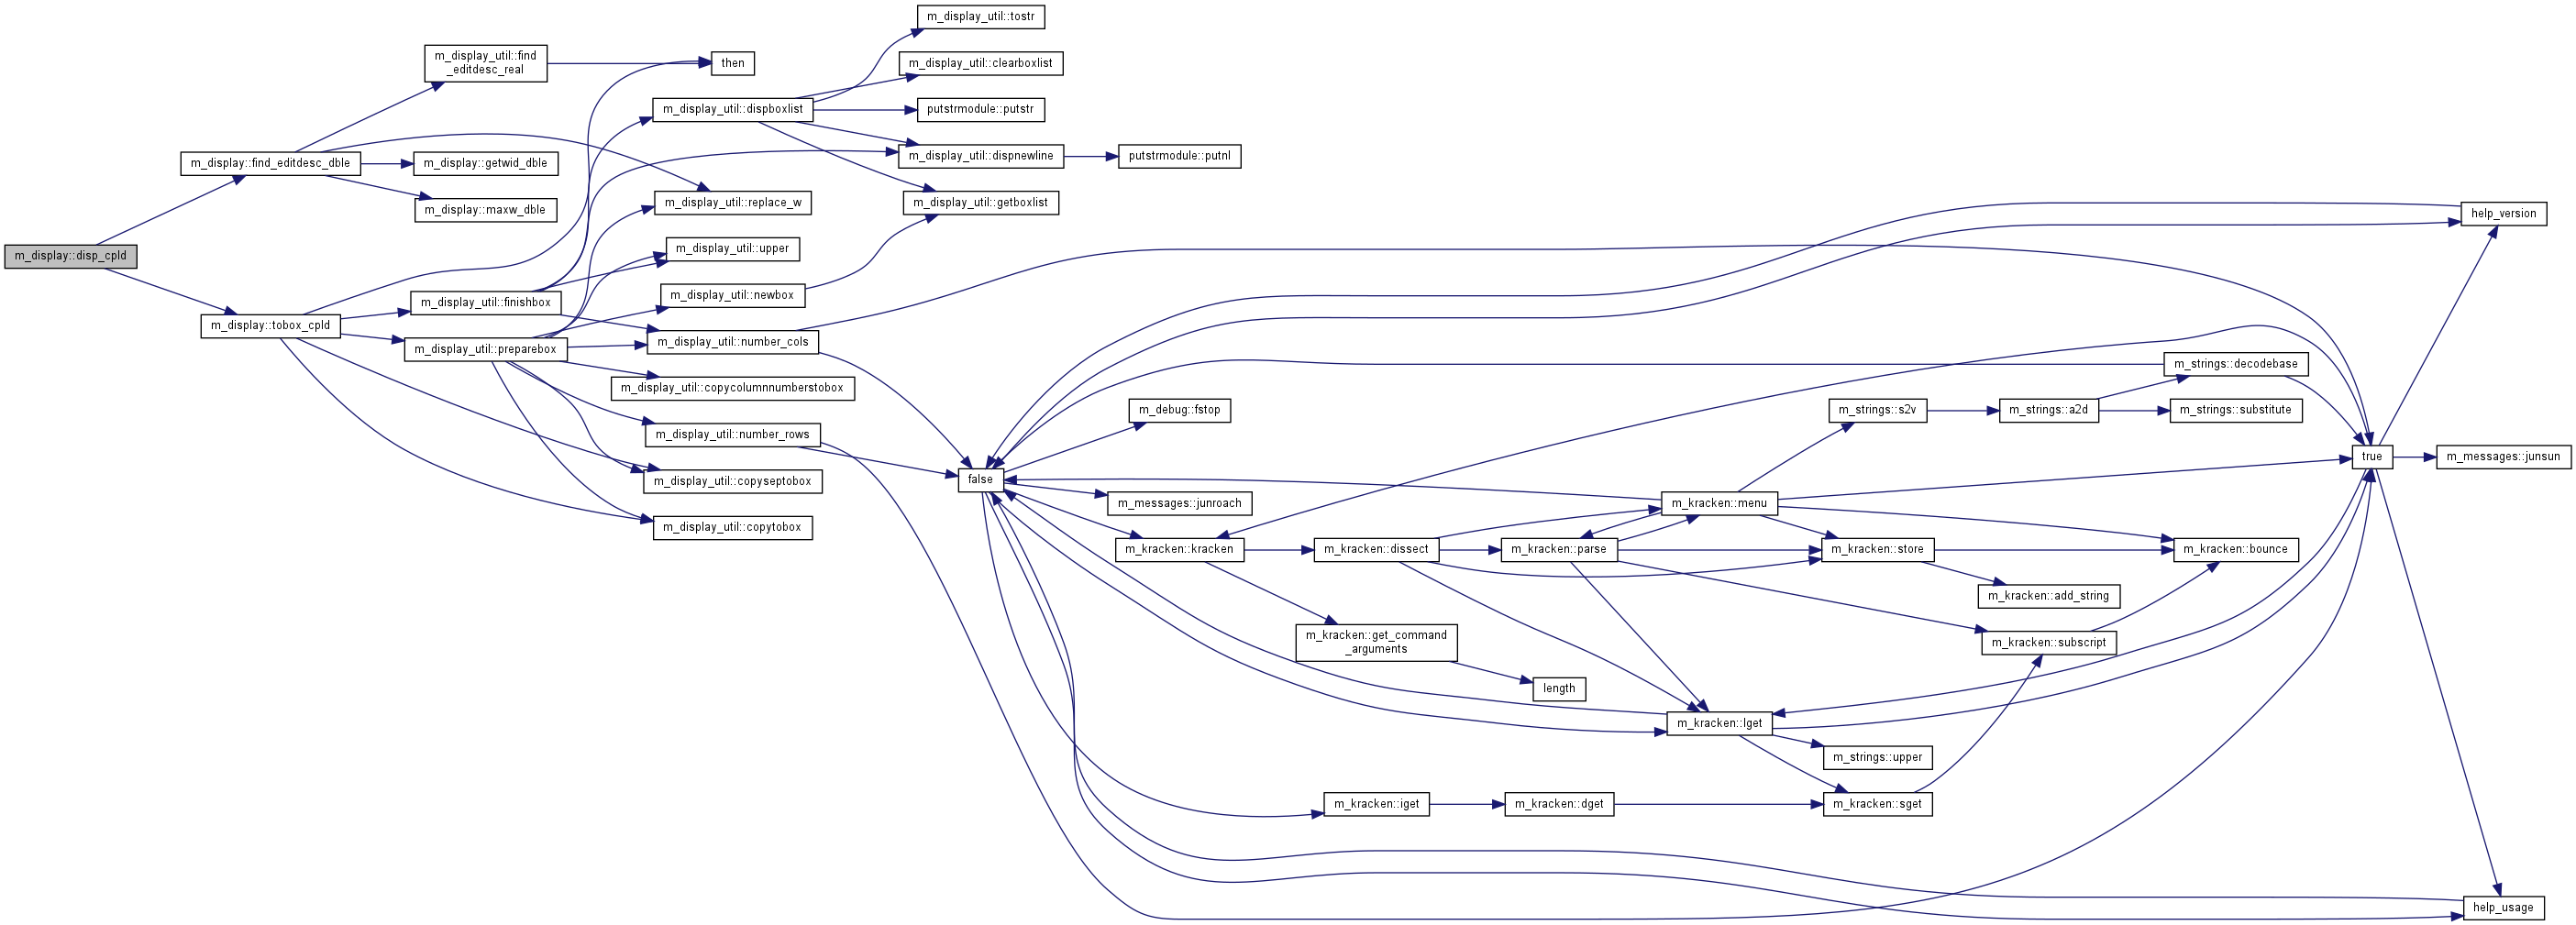 m_display_util::tostr
m_display_util::find
_editdesc_real
then
m_display_util::clearboxlist
m_display_util::dispboxlist
putstrmodule::putstr
m_display::find_editdesc_dble
m_display::getwid_dble
m_display_util::dispnewline
putstrmodule::putnl
m_display::maxw_dble
m_display_util::replace_w
m_display_util::getboxlist
help_version
m_display::disp_cpld
m_display_util::upper
m_display_util::finishbox
m_display_util::newbox
m_display::tobox_cpld
m_display_util::number_cols
m_display_util::preparebox
m_display_util::copycolumnnumberstobox
m_strings::decodebase
m_debug::fstop
m_strings::s2v
m_strings::a2d
m_strings::substitute
m_display_util::number_rows
true
m_messages::junsun
m_display_util::copyseptobox
false
m_messages::junroach
m_kracken::menu
m_display_util::copytobox
m_kracken::kracken
m_kracken::dissect
m_kracken::parse
m_kracken::store
m_kracken::bounce
m_kracken::add_string
m_kracken::get_command
_arguments
m_kracken::subscript
length
m_kracken::lget
m_strings::upper
m_kracken::iget
m_kracken::dget
m_kracken::sget
help_usage